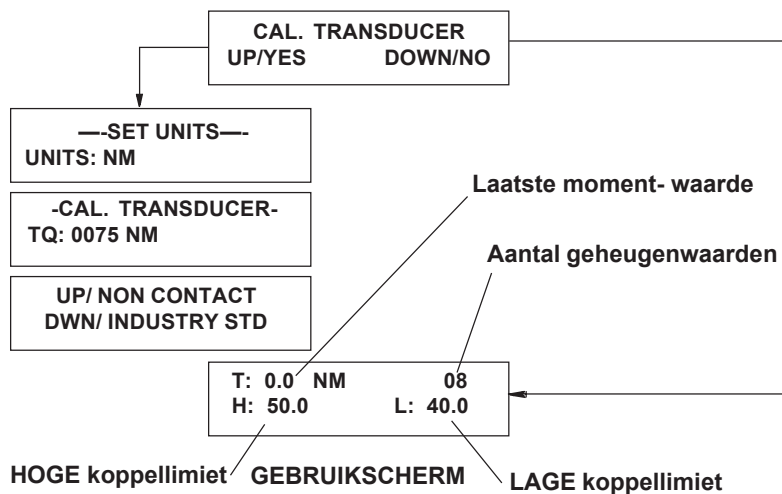 CAL. TRANSDUCER
UP/YES DOWN/NO
—-SET UNITS—-
UNITS: NM
-CAL. TRANSDUCER-
TQ: 0075 NM
UP/ NON CONTACT
DWN/ INDUSTRY STD
Laatste moment- waarde
Aantal geheugenwaarden
T: 0.0 NM 08
H: 50.0 L: 40.0
HOGE koppellimiet
GEBRUIKSCHERM
LAGE koppellimiet